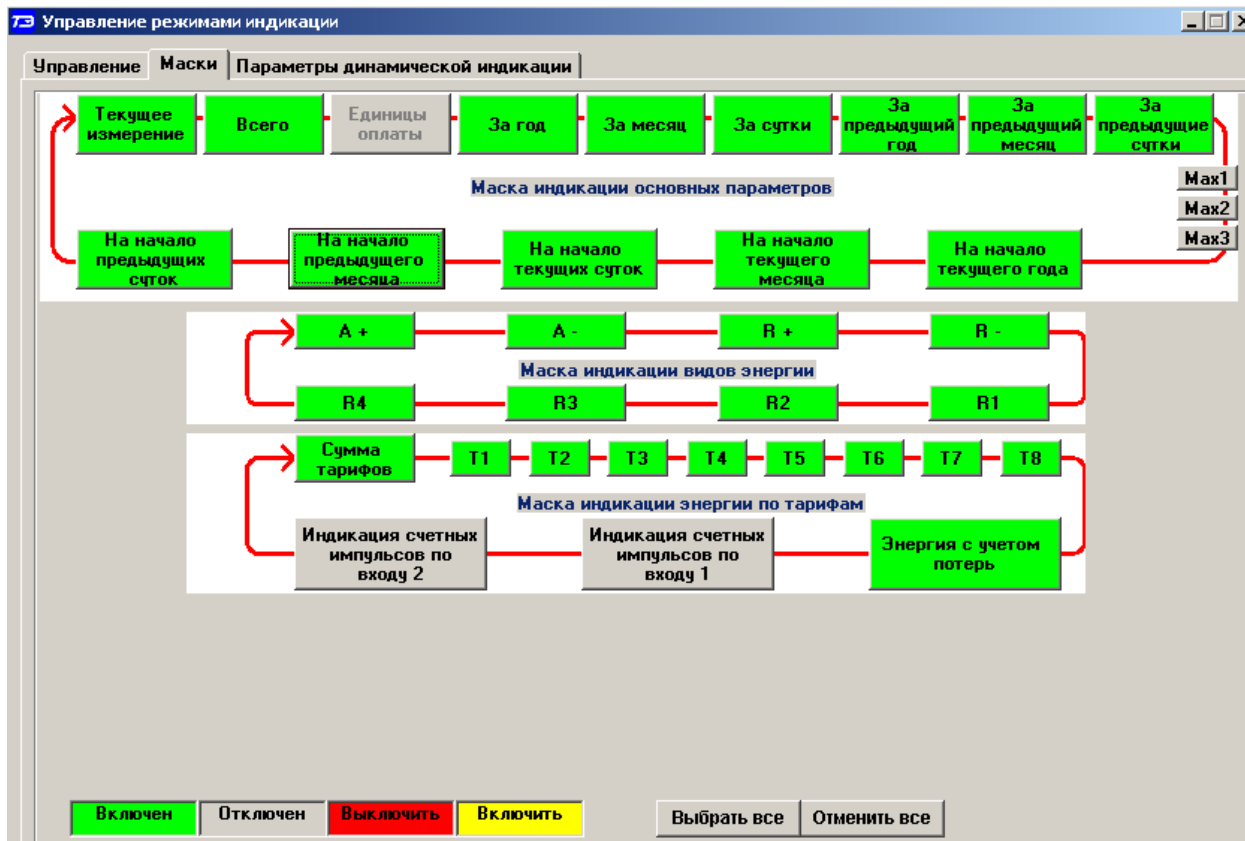 ТЭ Управление режимами индикации
Управление Маски Параметры динамической индикации
Текущее измерение
Всего
Единицы оплаты
За год
За месяц
За сутки
За предыдущий год
За предыдущий месяц
За предыдущие сутки
Маска индикации основных параметров
Max1
Max2
Max3
На начало предыдущих суток
На начало предыдущего месяца
На начало текущих суток
На начало текущего месяца
На начало текущего года
A + A - R + R -
Маска индикации видов энергии
R4 R3 R2 R1
Сумма тарифов
T1 T2 T3 T4 T5 T6 T7 T8
Маска индикации энергии по тарифам
Индикация счетных импульсов по входу 2
Индикация счетных импульсов по входу 1
Энергия с учетом потерь
Включен Отключен Выключить Включить Выбрать все Отменить все